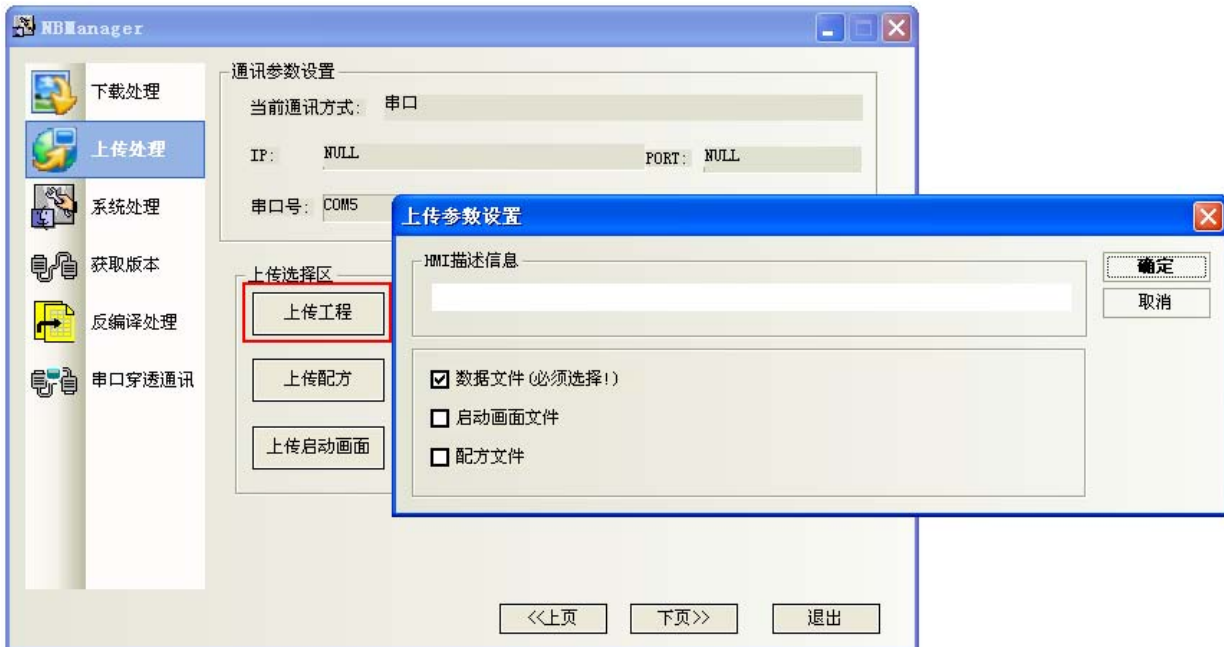 NBManager
下载处理
上传处理
系统处理
获取版本
反编译处理
串口穿透通讯
通讯参数设置
当前通讯方式: 串口
IP: NULL PORT: NULL
串口号: COM5
上传选择区
上传工程
上传配方
上传启动画面
<<上页 下页>> 退出
上传参数设置
HMI描述信息
确定
取消
数据文件(必须选择!)
启动画面文件
配方文件